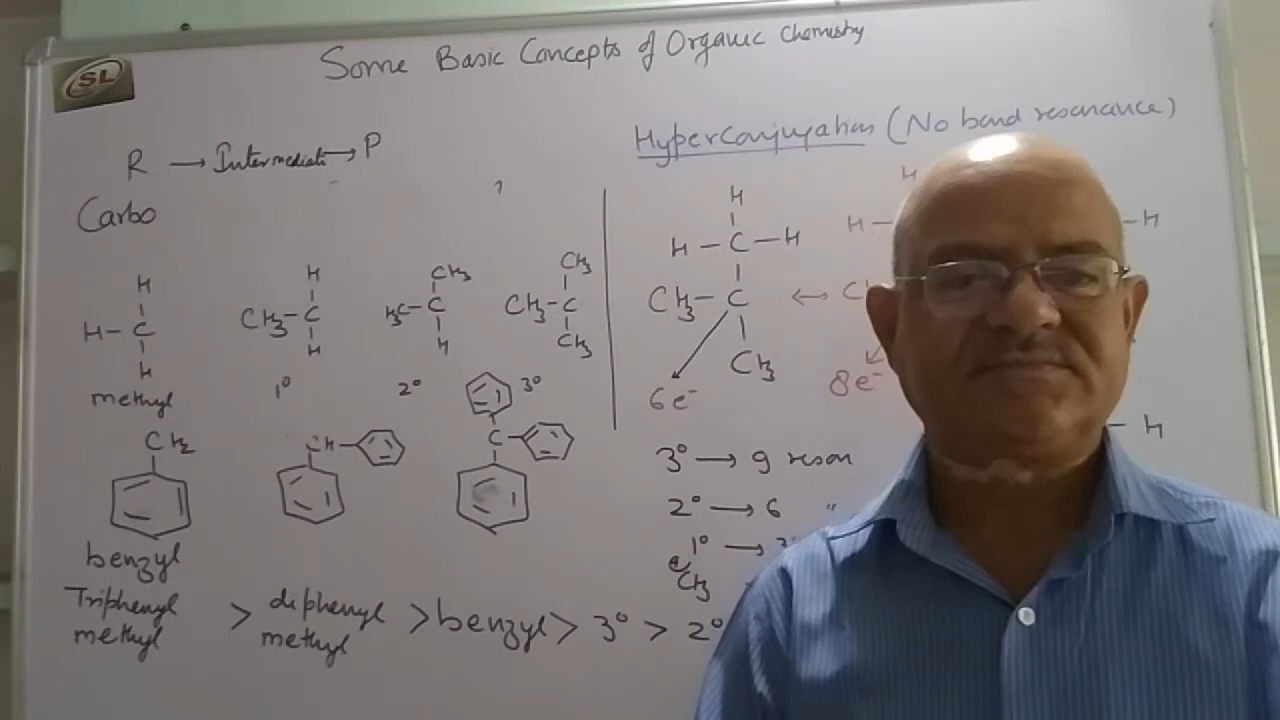 Some Basic Concepts of Organic Chemistry
SL
R → Intermediate → P
Carbo
H
H–C
H
methyl
H
CH3–C
H
1°
CH3
H3C–C
H
2°
CH3
CH3–C
CH3
3°
CH2
benzyl
CH
C
Triphenyl methyl > diphenyl methyl > benzyl > 3° > 2°
Hyperconjugation (No bond resonance)
H
H–C–H
CH3–C ↔
CH3
6e⁻
H
H–
–H
8e⁻
–H
3° → 9 reson
2° → 6 "
1° →
CH3